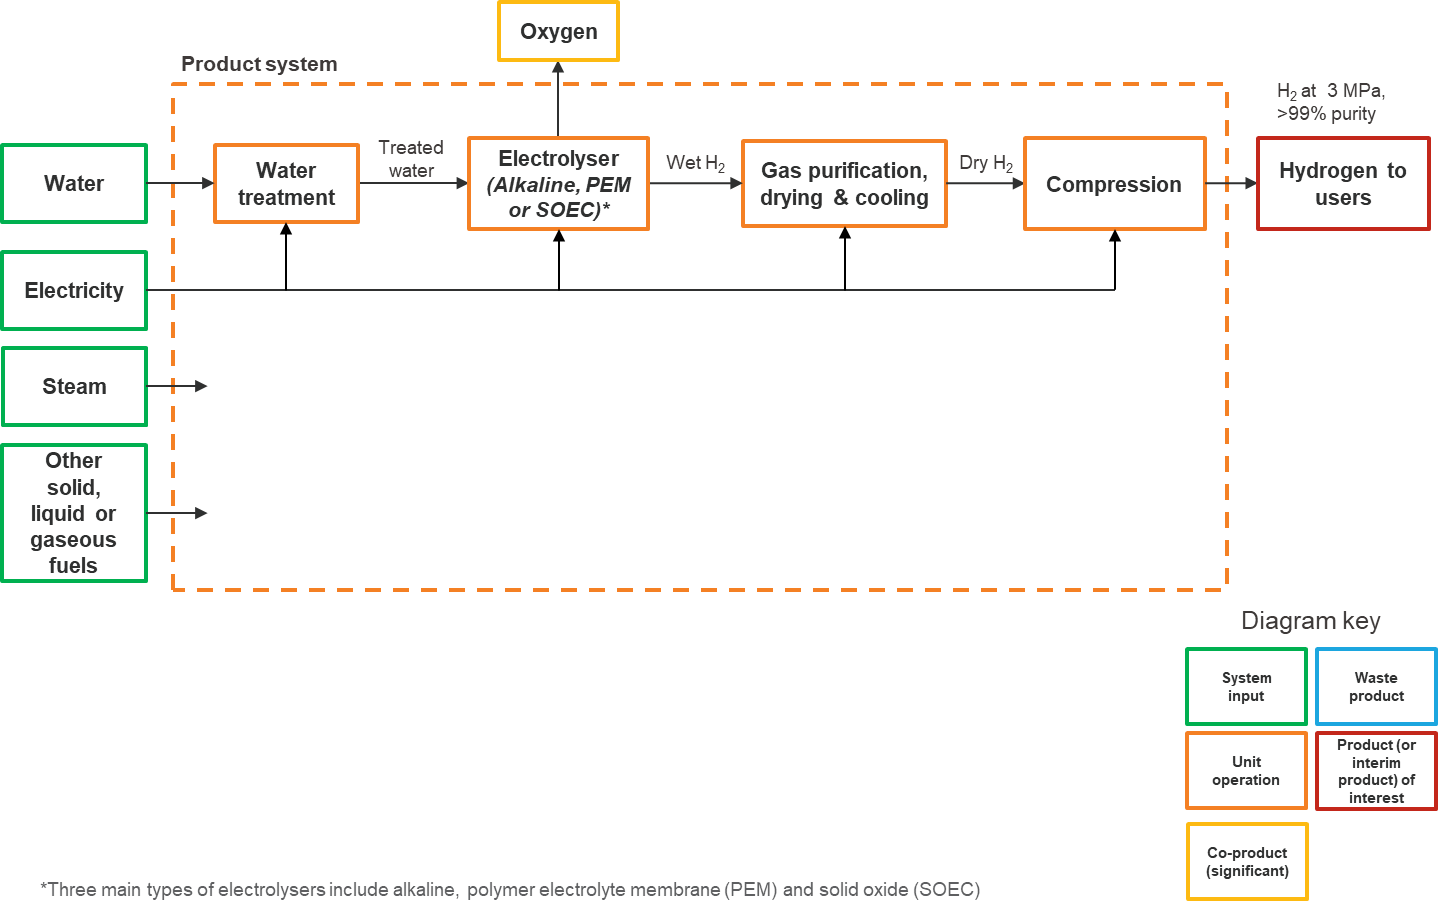 Oxygen
Product system
H₂ at 3 MPa,
>99% purity
Water
Water
treatment
Treated
water
Electrolyser
(Alkaline, PEM
or SOEC)*
Wet H₂
Gas purification,
drying & cooling
Dry H₂
Compression
Hydrogen to
users
Electricity
Steam
Other
solid,
liquid or
gaseous
fuels
Diagram key
System
input
Waste
product
Unit
operation
Product (or
interim
product) of
interest
Co-product
(significant)
*Three main types of electrolysers include alkaline, polymer electrolyte membrane (PEM) and solid oxide (SOEC)